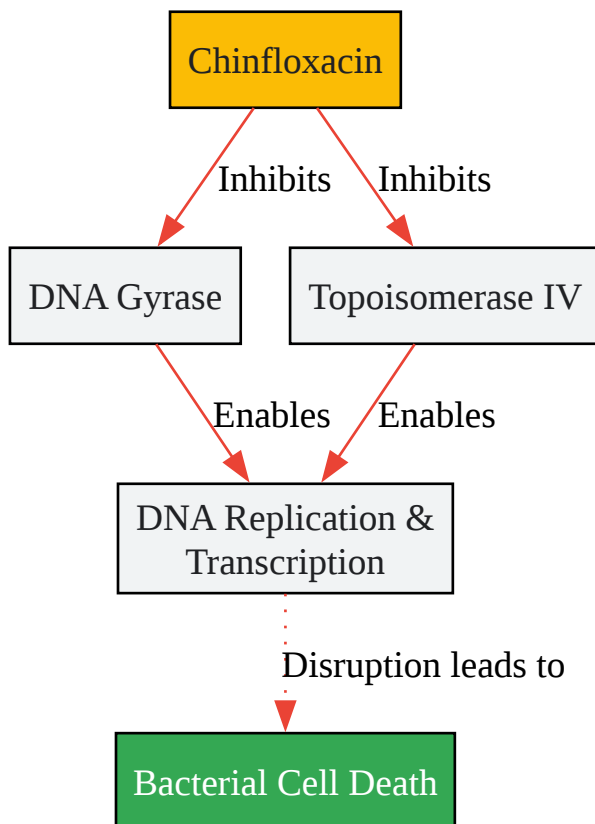 Chinfloxacin
Inhibits
Inhibits
DNA Gyrase
Topoisomerase IV
Enables
Enables
DNA Replication &
Transcription
Disruption leads to
Bacterial Cell Death